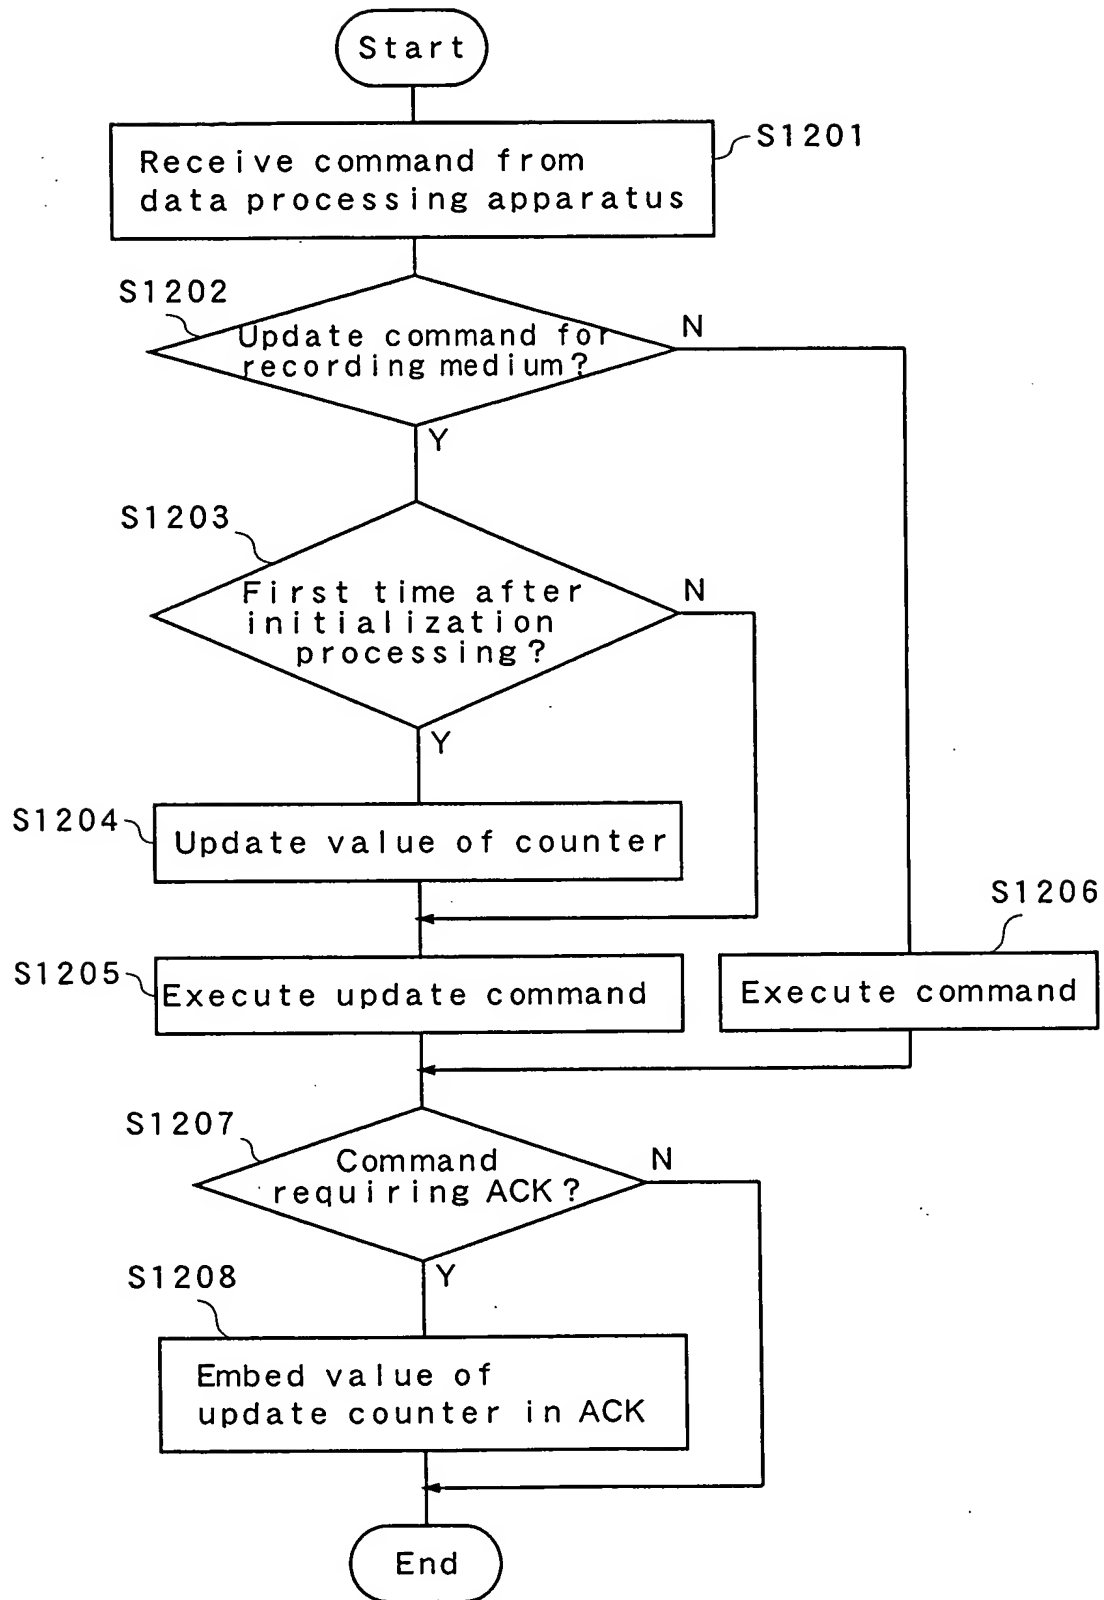 Start
S1201
Receive command from
data processing apparatus
S1202
Update command for
recording medium?
N
Y
S1203
First time after
initialization
processing?
N
Y
S1204
Update value of counter
S1206
S1205
Execute update command
Execute command
S1207
Command
requiring ACK?
N
Y
S1208
Embed value of
update counter in ACK
End